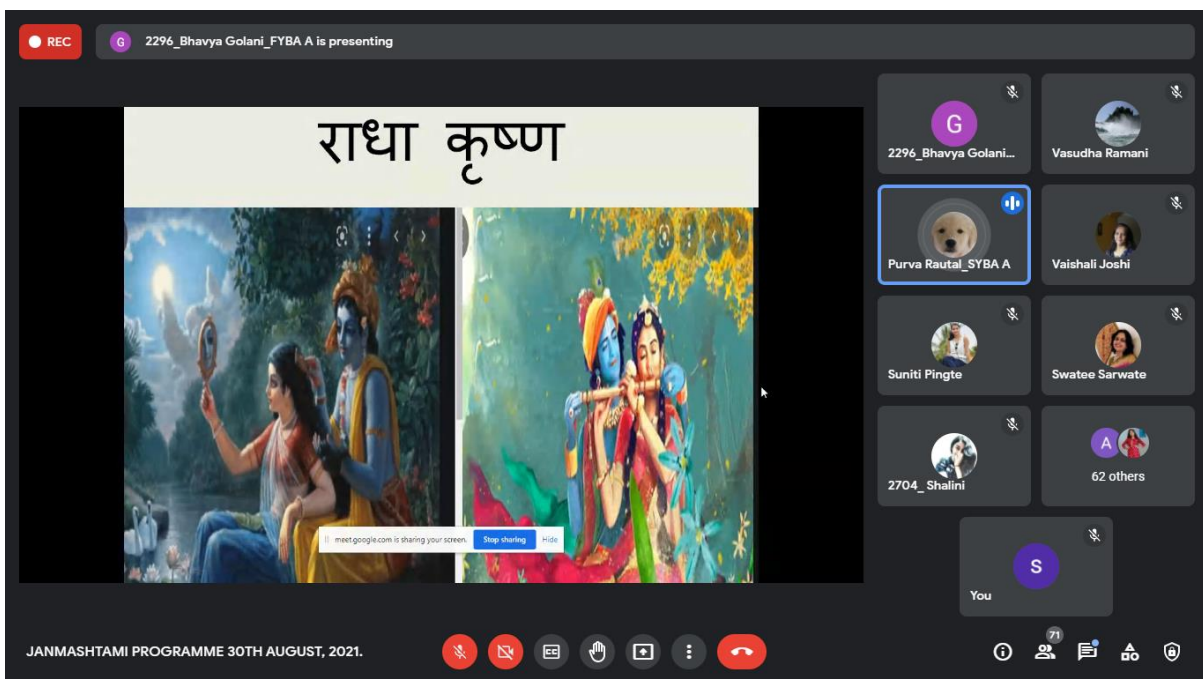 REC
G 2296_Bhavya Golani_FYBA A is presenting
राधा कृष्ण
meet.google.com is sharing your screen. Stop sharing Hide
G
2296_Bhavya Golani...
Vasudha Ramani
Purva Rautal_SYBA A
Vaishali Joshi
Suniti Pingte
Swatee Sarwate
2704_ Shalini
A
62 others
S
You
JANMASHTAMI PROGRAMME 30TH AUGUST, 2021.
CC
71